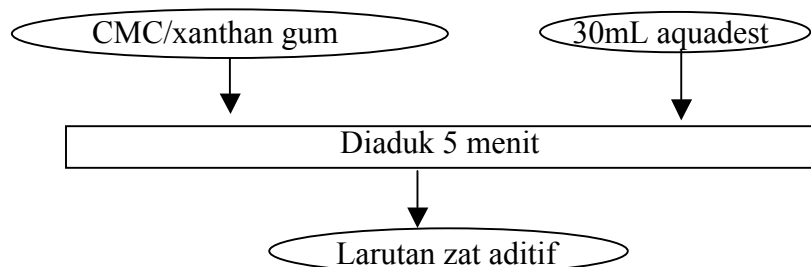 CMC/xanthan gum
30mL aquadest
Diaduk 5 menit
Larutan zat aditif